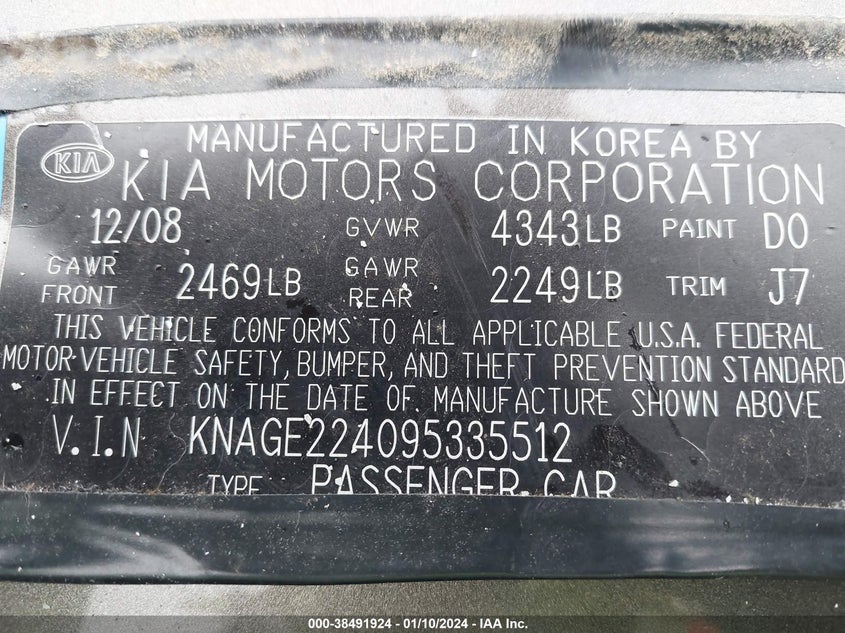 MANUFACTURED IN KOREA BY
KIA KIA MOTORS CORPORATION
12/08 GVWR 4343LB PAINT D0
GAWR FRONT 2469LB GAWR REAR 2249LB TRIM J7
THIS VEHICLE CONFORMS TO ALL APPLICABLE U.S.A. FEDERAL
MOTOR VEHICLE SAFETY, BUMPER, AND THEFT PREVENTION STANDARD
IN EFFECT ON THE DATE OF MANUFACTURE SHOWN ABOVE
V.I.N KNAGE224095335512
TYPE PASSENGER CAR
000-38491924 - 01/10/2024 - IAA Inc.